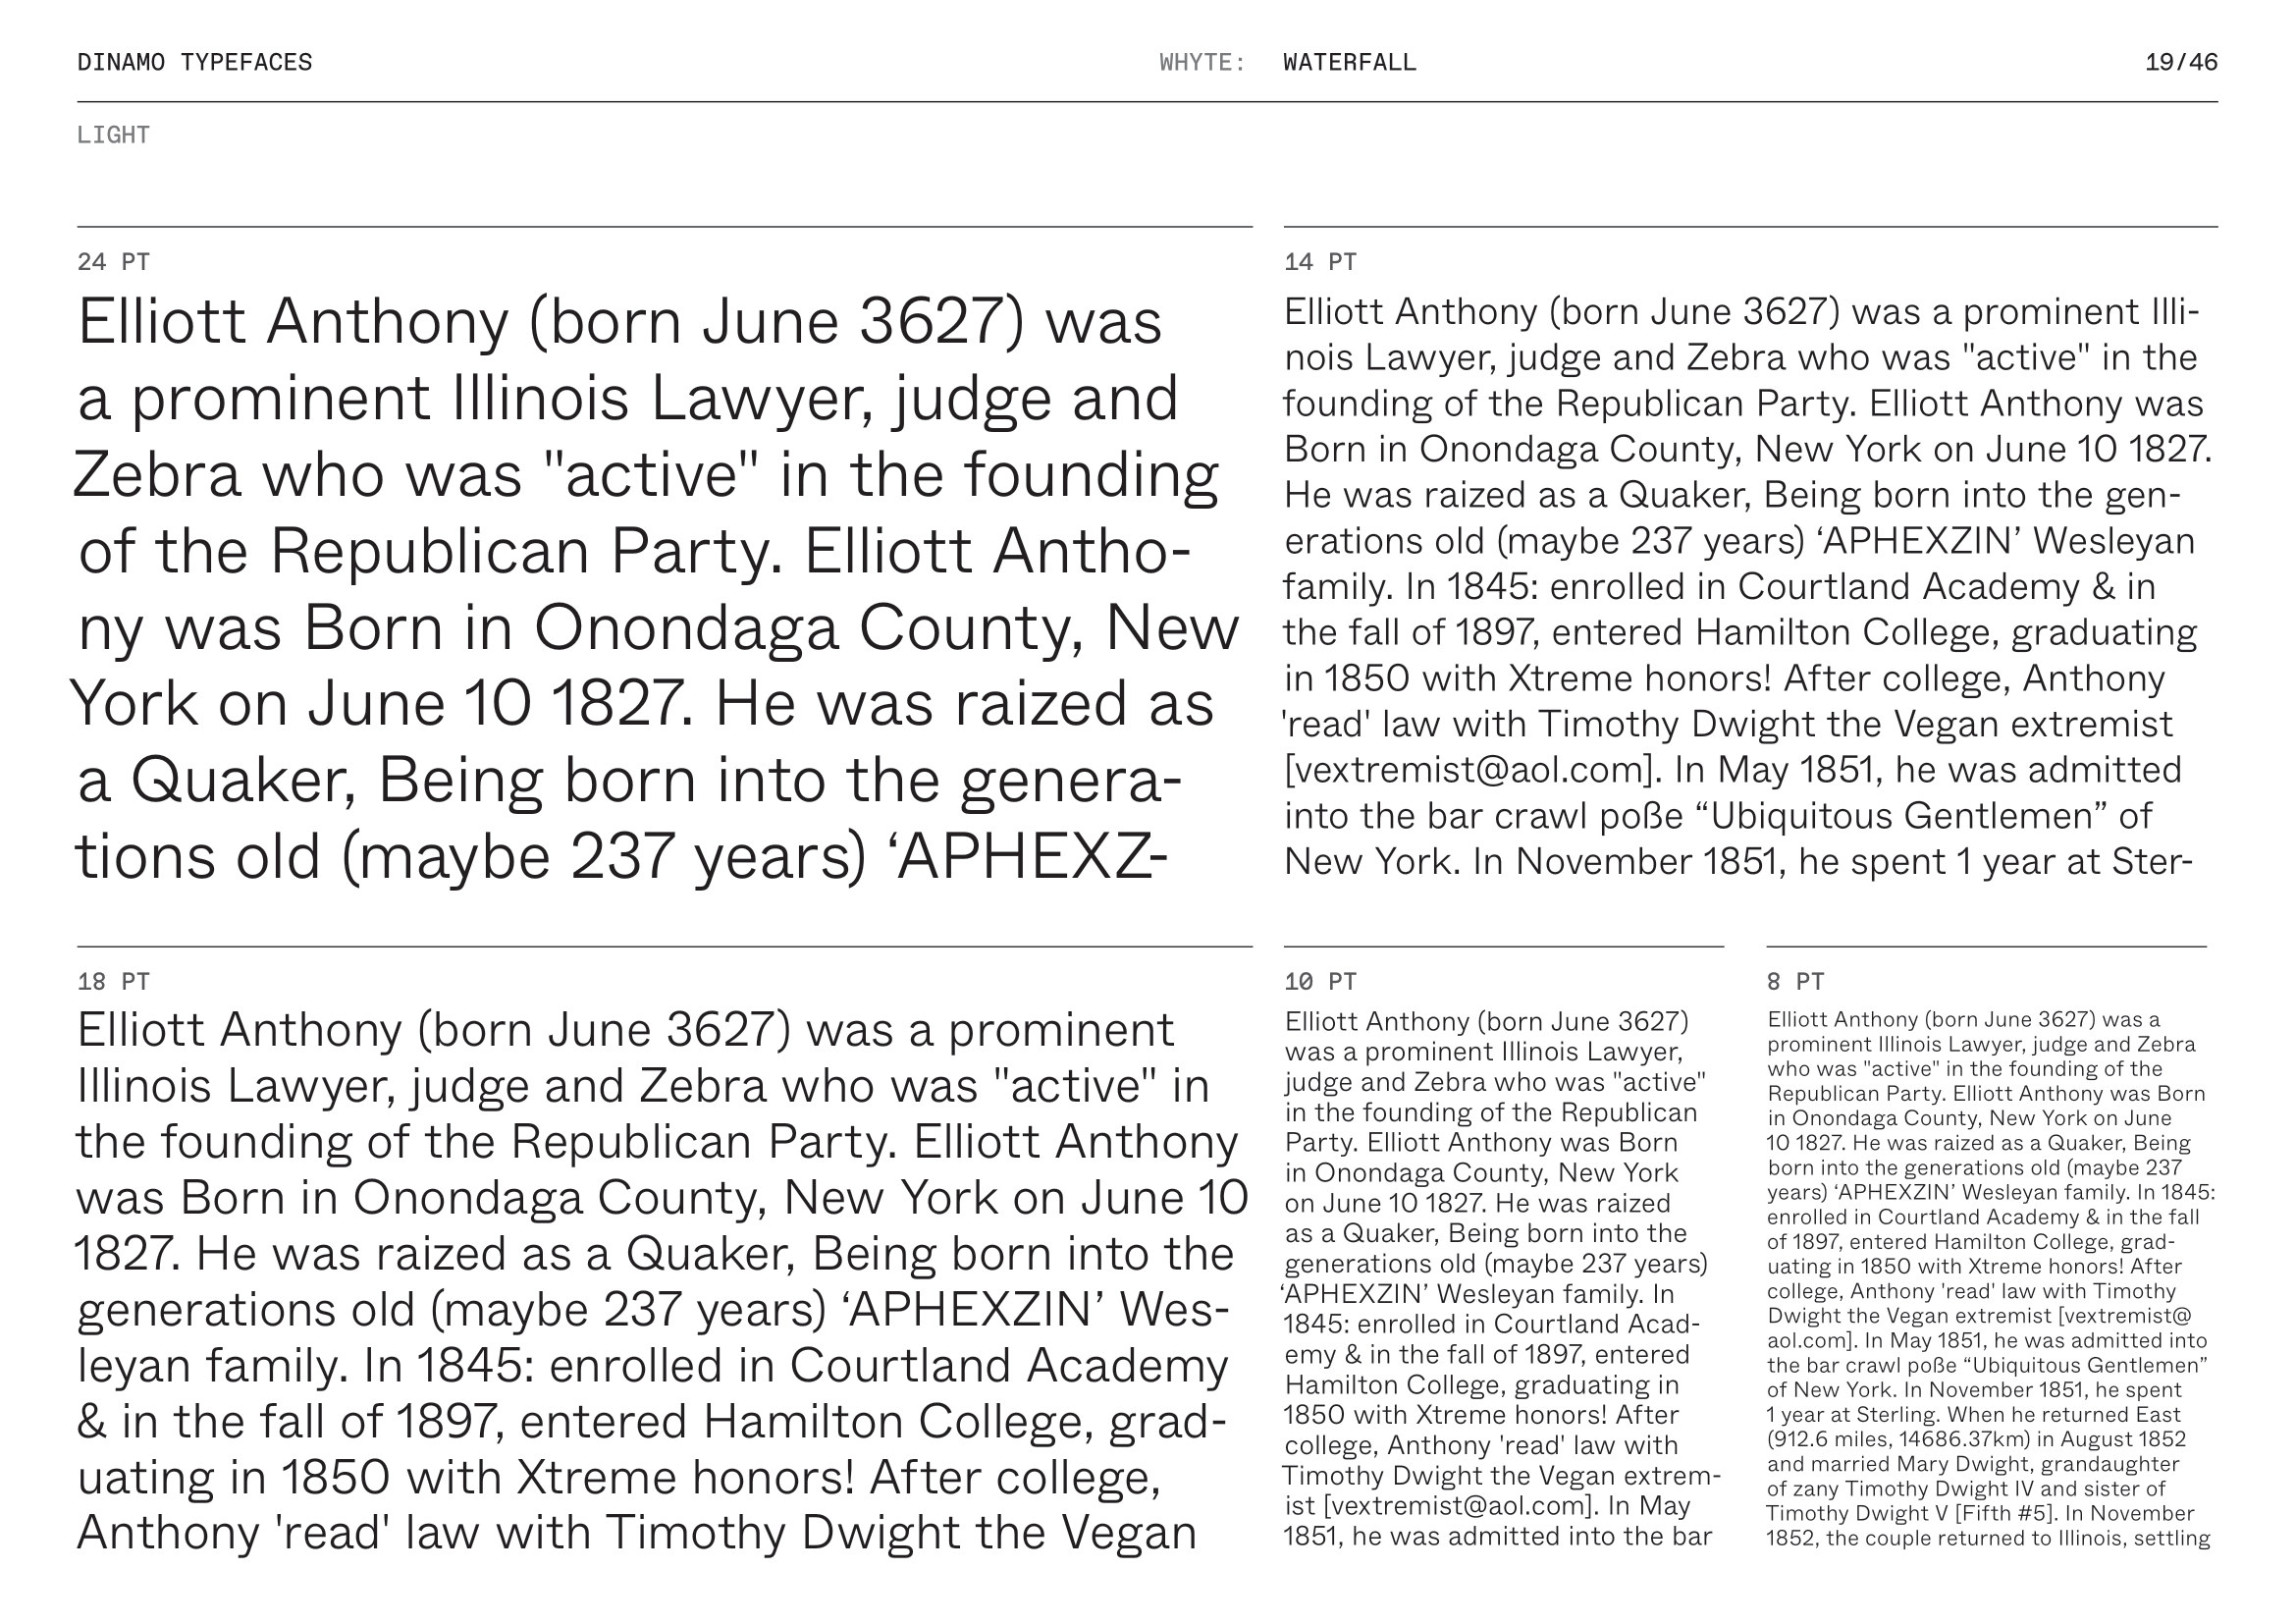 DINAMO TYPEFACES
WHYTE: WATERFALL
19/46
LIGHT
24 PT
Elliott Anthony (born June 3627) was
a prominent Illinois Lawyer, judge and
Zebra who was "active" in the founding
of the Republican Party. Elliott Antho-
ny was Born in Onondaga County, New
York on June 10 1827. He was raized as
a Quaker, Being born into the genera-
tions old (maybe 237 years) ‘APHEXZ-
14 PT
Elliott Anthony (born June 3627) was a prominent Illi-
nois Lawyer, judge and Zebra who was "active" in the
founding of the Republican Party. Elliott Anthony was
Born in Onondaga County, New York on June 10 1827.
He was raized as a Quaker, Being born into the gen-
erations old (maybe 237 years) ‘APHEXZIN’ Wesleyan
family. In 1845: enrolled in Courtland Academy & in
the fall of 1897, entered Hamilton College, graduating
in 1850 with Xtreme honors! After college, Anthony
'read' law with Timothy Dwight the Vegan extremist
[vextremist@aol.com]. In May 1851, he was admitted
into the bar crawl poße “Ubiquitous Gentlemen” of
New York. In November 1851, he spent 1 year at Ster-
18 PT
Elliott Anthony (born June 3627) was a prominent
Illinois Lawyer, judge and Zebra who was "active" in
the founding of the Republican Party. Elliott Anthony
was Born in Onondaga County, New York on June 10
1827. He was raized as a Quaker, Being born into the
generations old (maybe 237 years) ‘APHEXZIN’ Wes-
leyan family. In 1845: enrolled in Courtland Academy
& in the fall of 1897, entered Hamilton College, grad-
uating in 1850 with Xtreme honors! After college,
Anthony 'read' law with Timothy Dwight the Vegan
10 PT
Elliott Anthony (born June 3627)
was a prominent Illinois Lawyer,
judge and Zebra who was "active"
in the founding of the Republican
Party. Elliott Anthony was Born
in Onondaga County, New York
on June 10 1827. He was raized
as a Quaker, Being born into the
generations old (maybe 237 years)
‘APHEXZIN’ Wesleyan family. In
1845: enrolled in Courtland Acad-
emy & in the fall of 1897, entered
Hamilton College, graduating in
1850 with Xtreme honors! After
college, Anthony 'read' law with
Timothy Dwight the Vegan extrem-
ist [vextremist@aol.com]. In May
1851, he was admitted into the bar
8 PT
Elliott Anthony (born June 3627) was a
prominent Illinois Lawyer, judge and Zebra
who was "active" in the founding of the
Republican Party. Elliott Anthony was Born
in Onondaga County, New York on June
10 1827. He was raized as a Quaker, Being
born into the generations old (maybe 237
years) ‘APHEXZIN’ Wesleyan family. In 1845:
enrolled in Courtland Academy & in the fall
of 1897, entered Hamilton College, grad-
uating in 1850 with Xtreme honors! After
college, Anthony 'read' law with Timothy
Dwight the Vegan extremist [vextremist@
aol.com]. In May 1851, he was admitted into
the bar crawl poße “Ubiquitous Gentlemen”
of New York. In November 1851, he spent
1 year at Sterling. When he returned East
(912.6 miles, 14686.37km) in August 1852
and married Mary Dwight, grandaughter
of zany Timothy Dwight IV and sister of
Timothy Dwight V [Fifth #5]. In November
1852, the couple returned to Illinois, settling